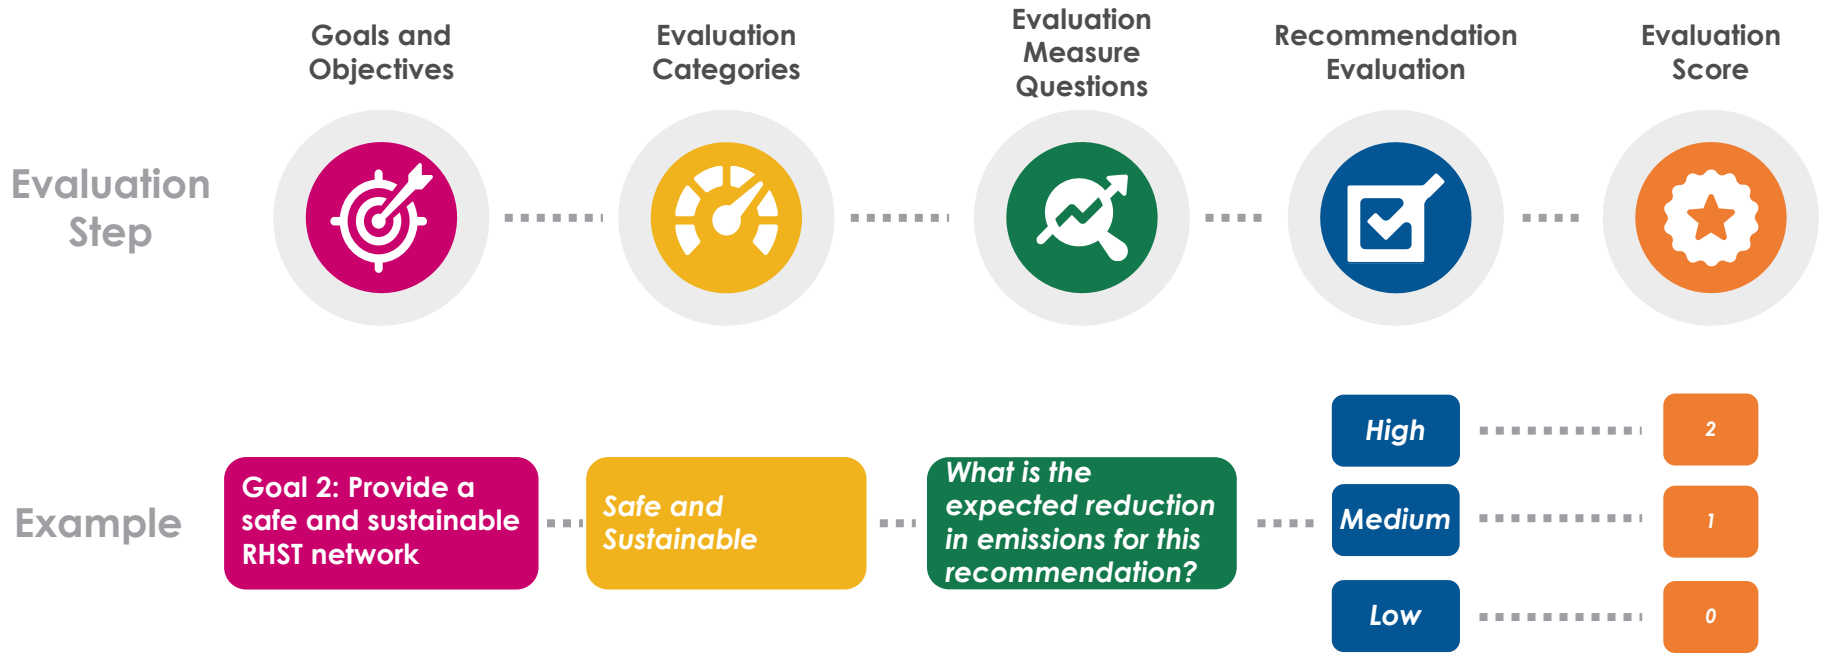 Goals and
Objectives
Evaluation
Categories
Evaluation
Measure
Questions
Recommendation
Evaluation
Evaluation
Score
Evaluation
Step
Example
Goal 2: Provide a
safe and sustainable
RHST network
Safe and
Sustainable
What is the
expected reduction
in emissions for this
recommendation?
High
2
Medium
1
Low
0